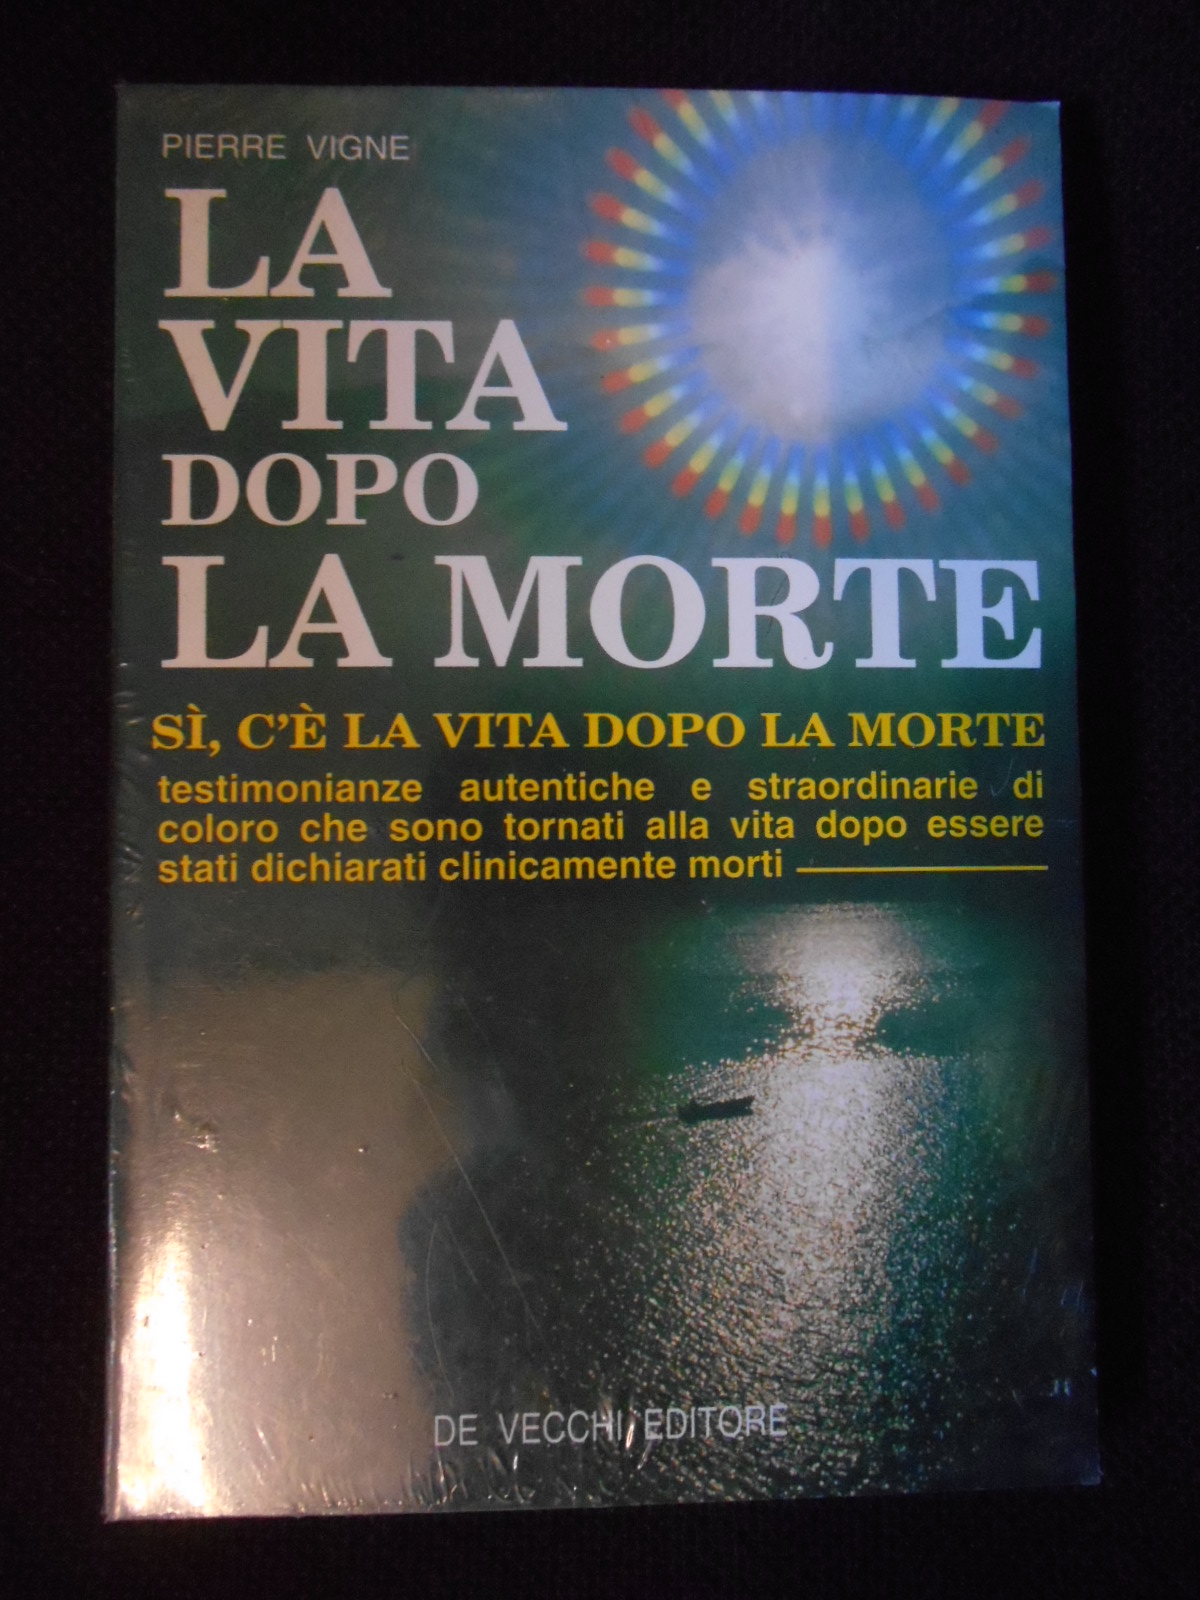 PIERRE VIGNE
LA
VITA
DOPO
LA MORTE
SÌ, C'È LA VITA DOPO LA MORTE
testimonianze autentiche e straordinarie di
coloro che sono tornati alla vita dopo essere
stati dichiarati clinicamente morti
DE VECCHI EDITORE